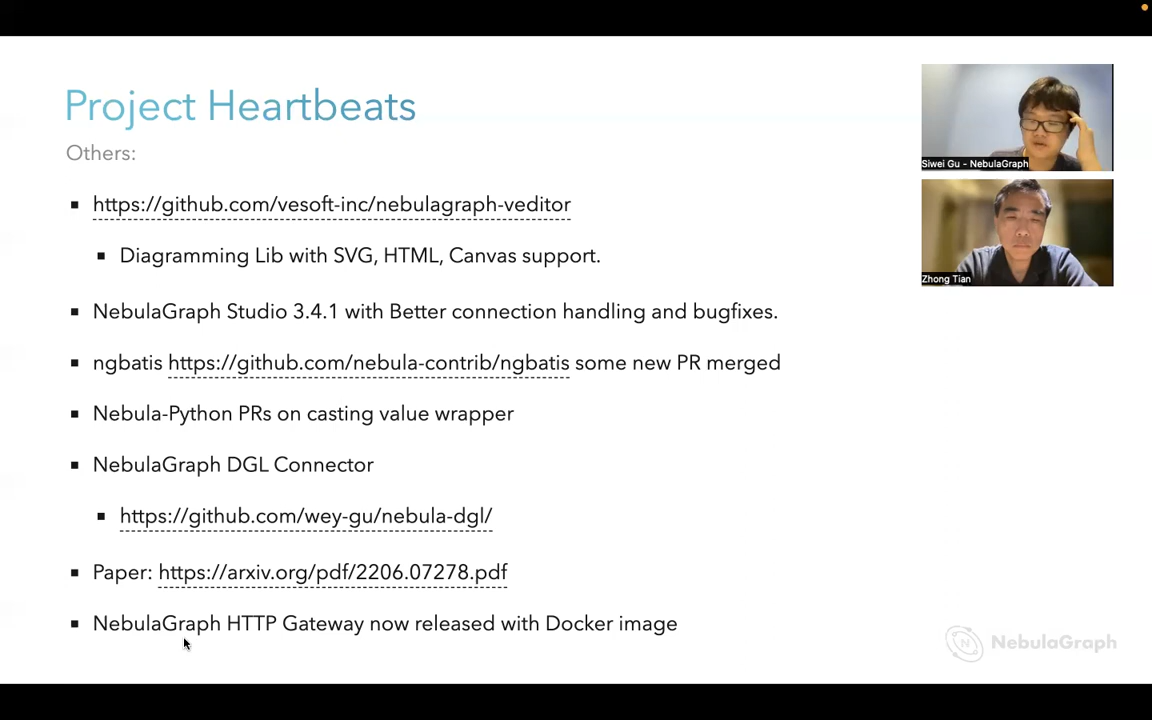 Project Heartbeats
Others:
https://github.com/vesoft-inc/nebulagraph-veditor
Diagramming Lib with SVG, HTML, Canvas support.
NebulaGraph Studio 3.4.1 with Better connection handling and bugfixes.
ngbatis https://github.com/nebula-contrib/ngbatis some new PR merged
Nebula-Python PRs on casting value wrapper
NebulaGraph DGL Connector
https://github.com/wey-gu/nebula-dgl/
Paper: https://arxiv.org/pdf/2206.07278.pdf
NebulaGraph HTTP Gateway now released with Docker image
Siwei Gu - NebulaGraph
Zhong Tian
N
NebulaGraph